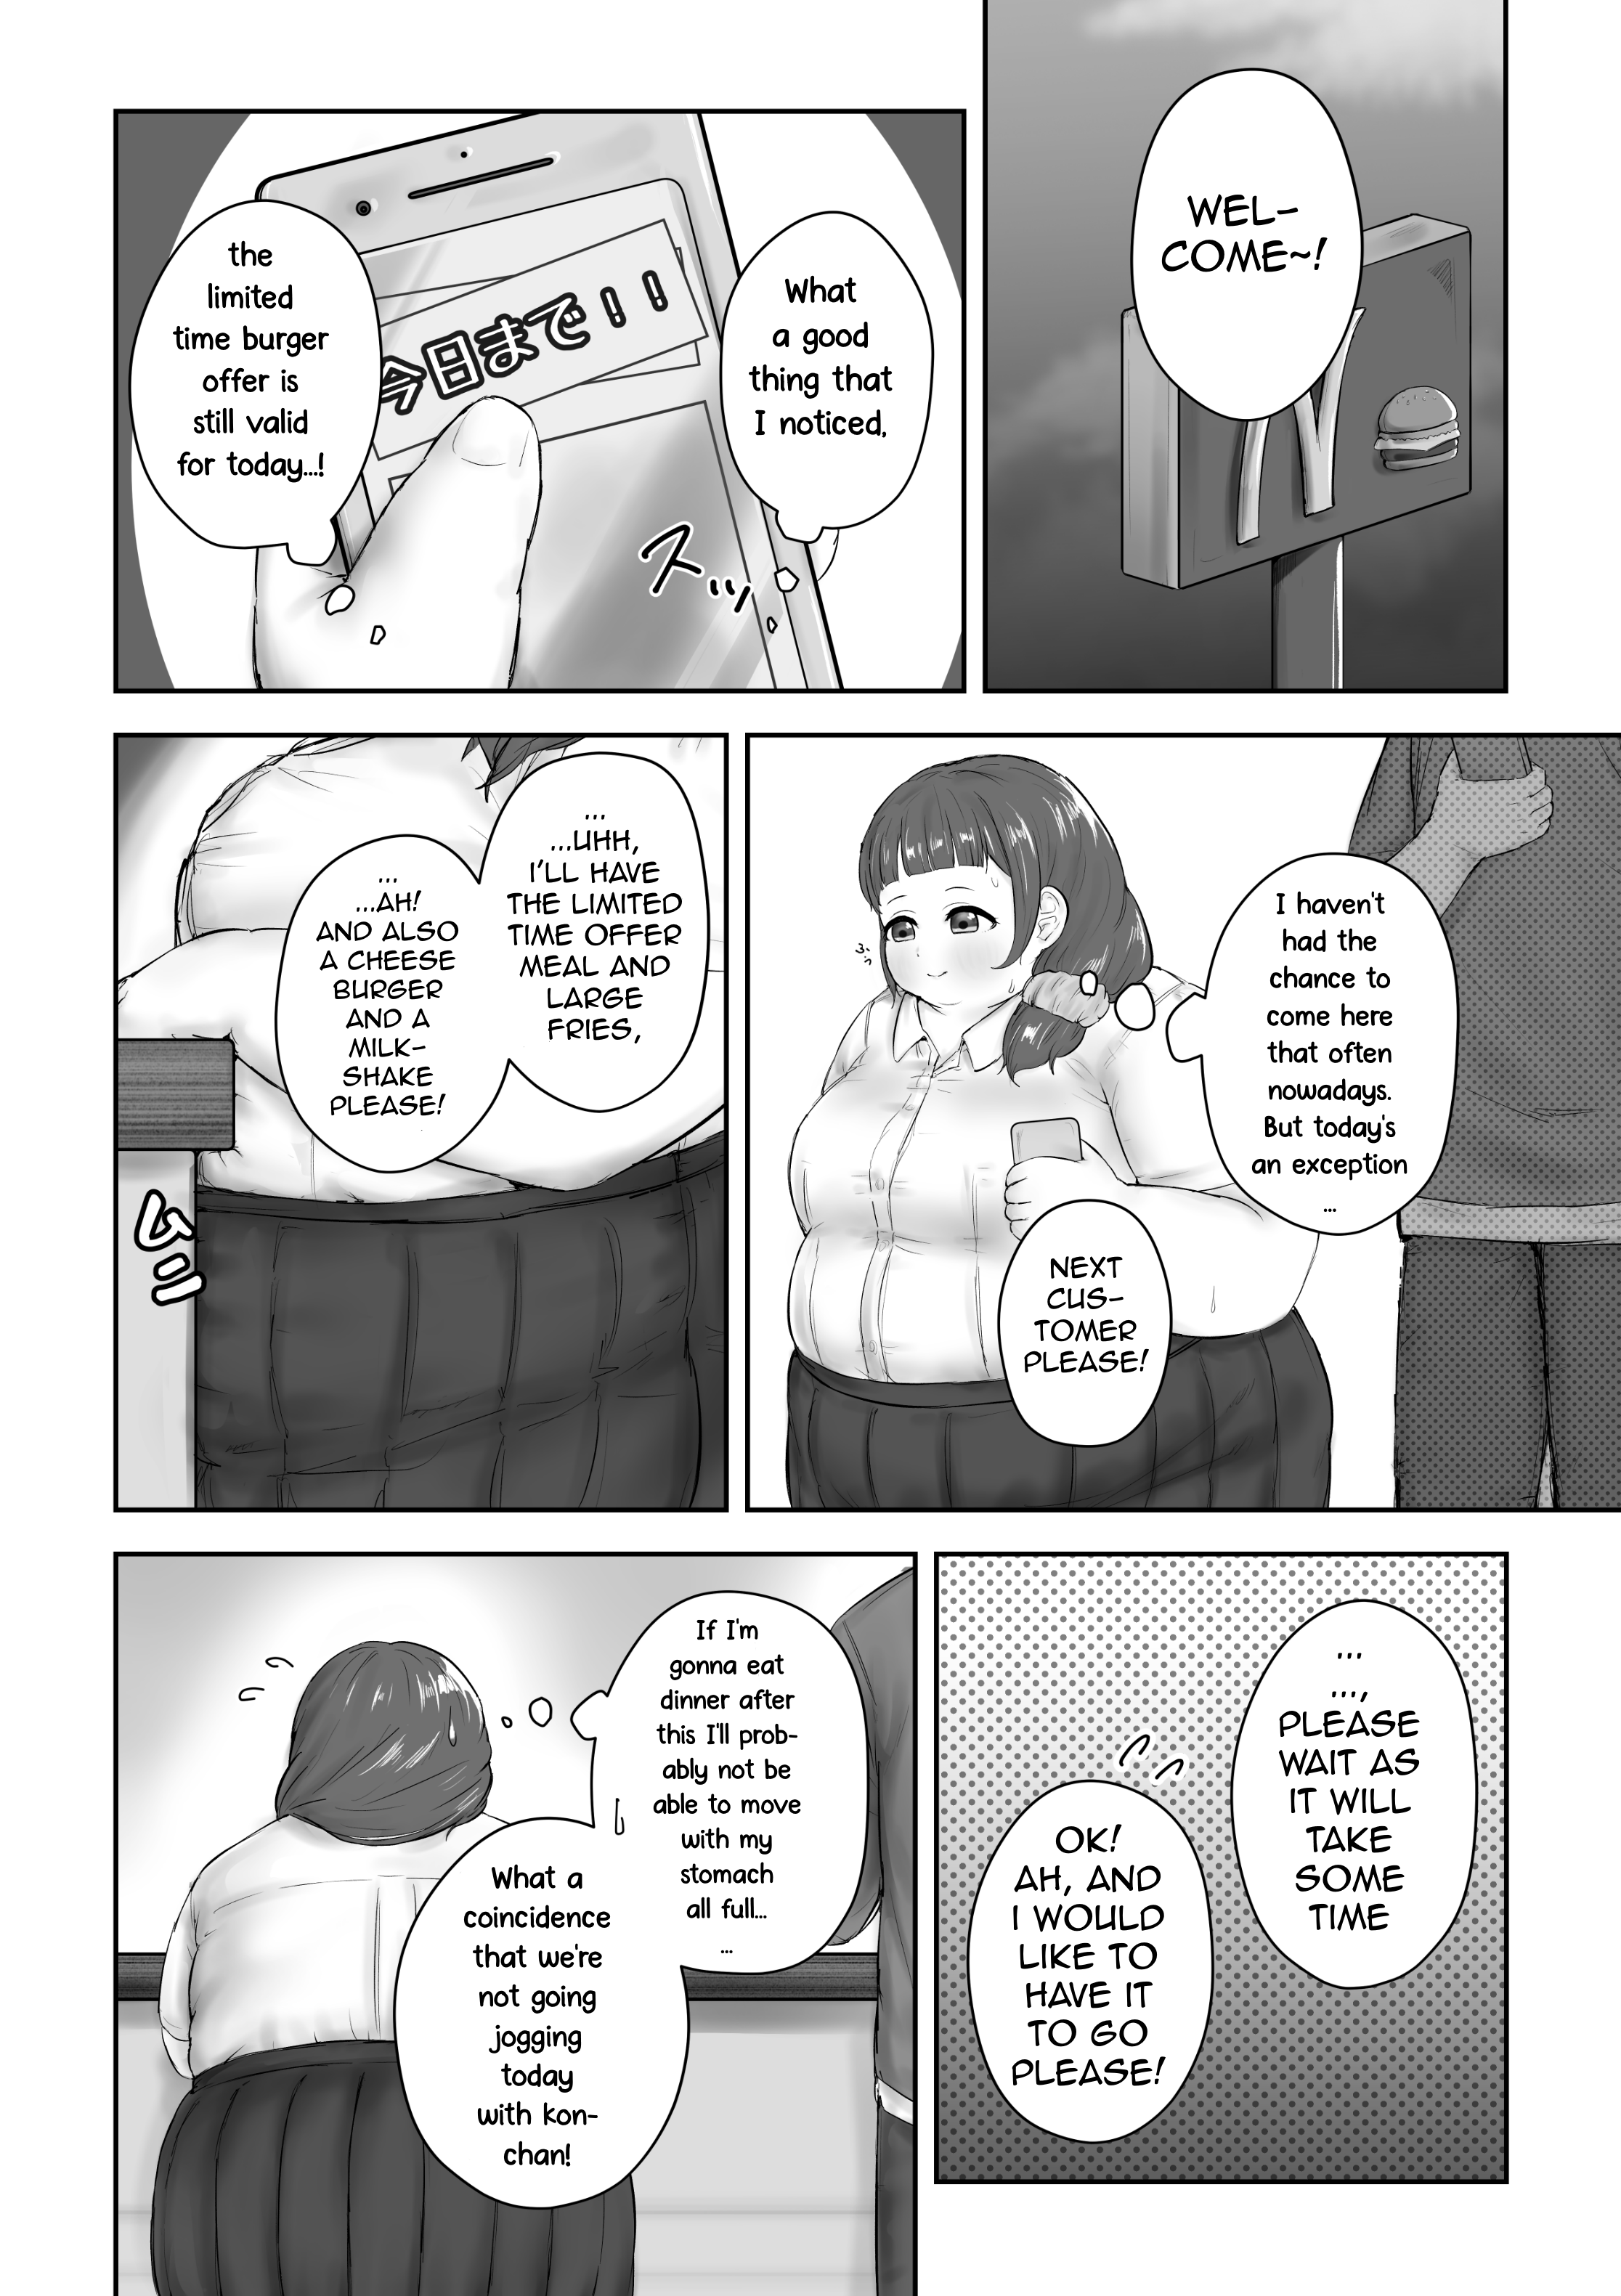 WEL-
COME~!
What
a good
thing that
I noticed,
今日まで！！
the
limited
time burger
offer is
still valid
for today...!
スッ
I haven't
had the
chance to
come here
that often
nowadays.
But today's
an exception
...
ふぅ
NEXT
CUS-
TOMER
PLEASE!
...
...UHH,
I'LL HAVE
THE LIMITED
TIME OFFER
MEAL AND
LARGE
FRIES,
...
...AH!
AND ALSO
A CHEESE
BURGER
AND A
MILK-
SHAKE
PLEASE!
ムニ
...
...,
PLEASE
WAIT AS
IT WILL
TAKE
SOME
TIME
OK!
AH, AND
I WOULD
LIKE TO
HAVE IT
TO GO
PLEASE!
If I'm
gonna eat
dinner after
this I'll prob-
ably not be
able to move
with my
stomach
all full...
...
What a
coincidence
that we're
not going
jogging
today
with kon-
chan!